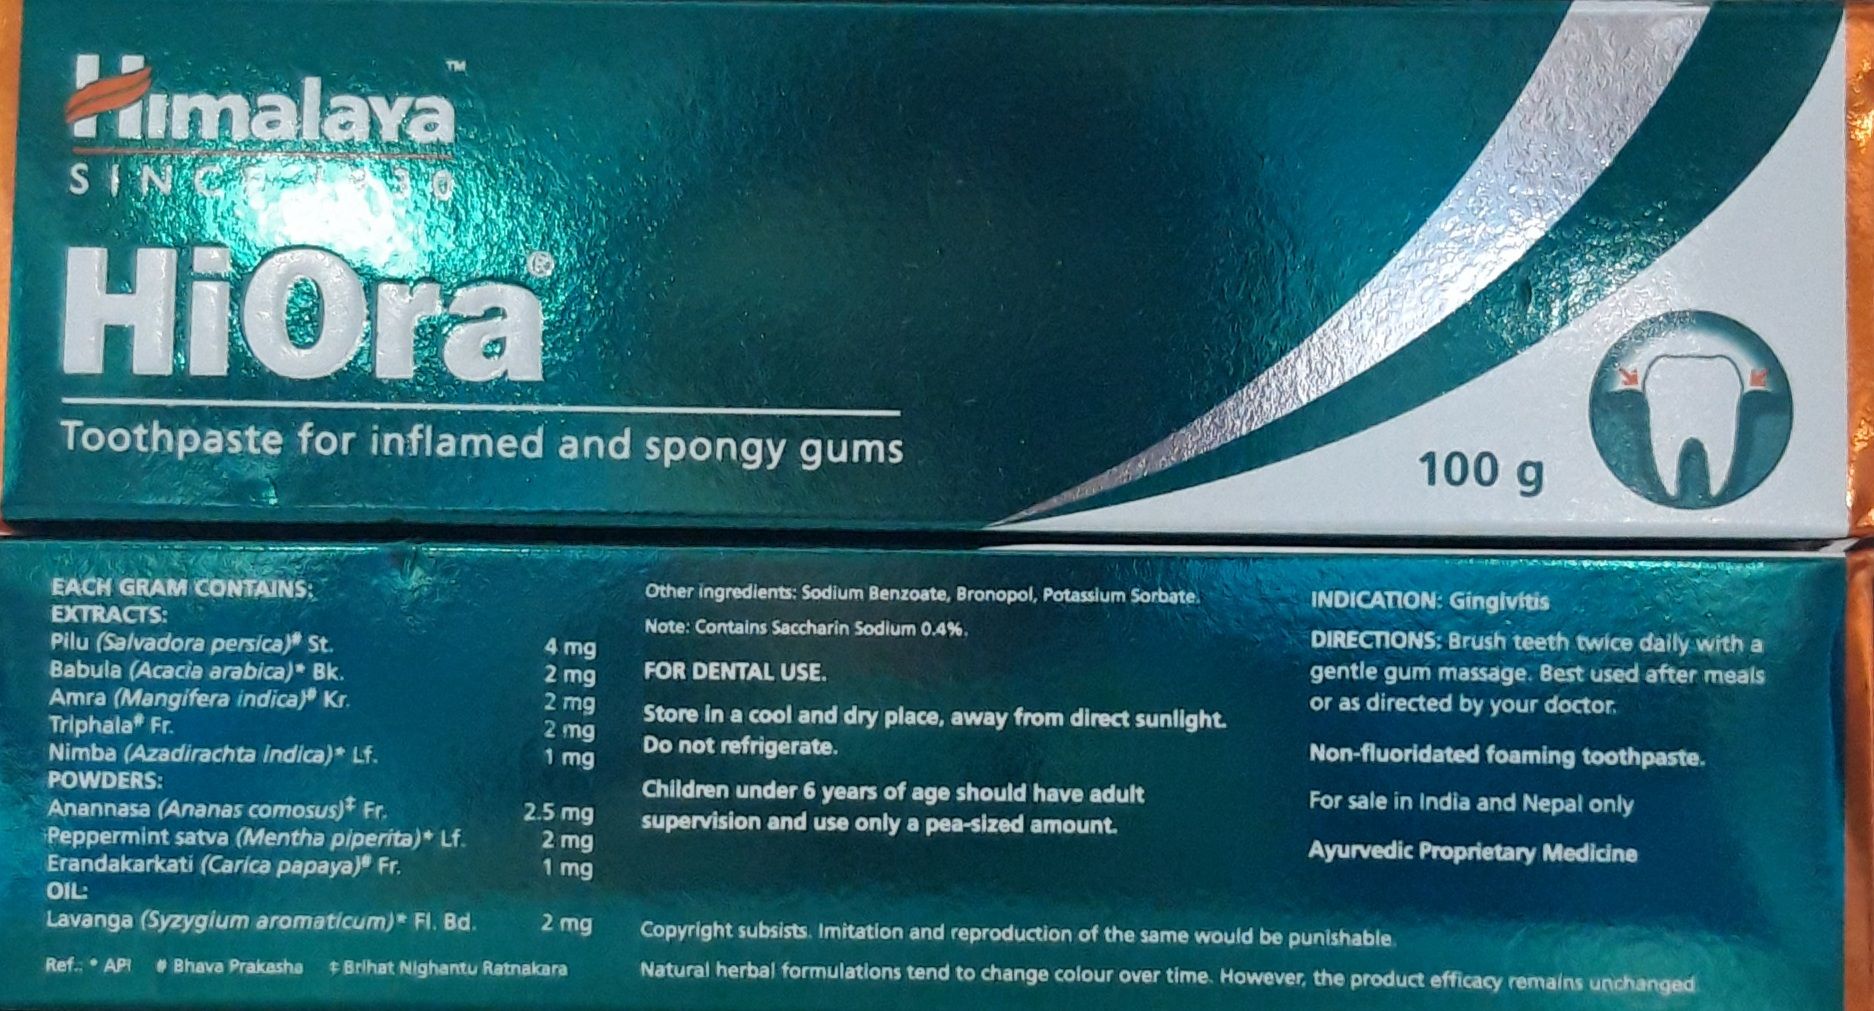 Himalaya™
SINCE 1930
HiOra®
Toothpaste for inflamed and spongy gums
100 g
EACH GRAM CONTAINS:
EXTRACTS:
Pilu (Salvadora persica)# St. 4 mg
Babula (Acacia arabica)* Bk. 2 mg
Amra (Mangifera indica)# Kr. 2 mg
Triphala# Fr. 2 mg
Nimba (Azadirachta indica)* Lf. 1 mg
POWDERS:
Anannasa (Ananas comosus)‡ Fr. 2.5 mg
Peppermint satva (Mentha piperita)* Lf. 2 mg
Erandakarkati (Carica papaya)# Fr. 1 mg
OIL:
Lavanga (Syzygium aromaticum)* Fl. Bd. 2 mg
Ref.: * API # Bhava Prakasha ‡ Brihat Nighantu Ratnakara
Other ingredients: Sodium Benzoate, Bronopol, Potassium Sorbate.
Note: Contains Saccharin Sodium 0.4%.
FOR DENTAL USE.
Store in a cool and dry place, away from direct sunlight.
Do not refrigerate.
Children under 6 years of age should have adult
supervision and use only a pea-sized amount.
Copyright subsists. Imitation and reproduction of the same would be punishable.
Natural herbal formulations tend to change colour over time. However, the product efficacy remains unchanged
INDICATION: Gingivitis
DIRECTIONS: Brush teeth twice daily with a
gentle gum massage. Best used after meals
or as directed by your doctor.
Non-fluoridated foaming toothpaste.
For sale in India and Nepal only
Ayurvedic Proprietary Medicine